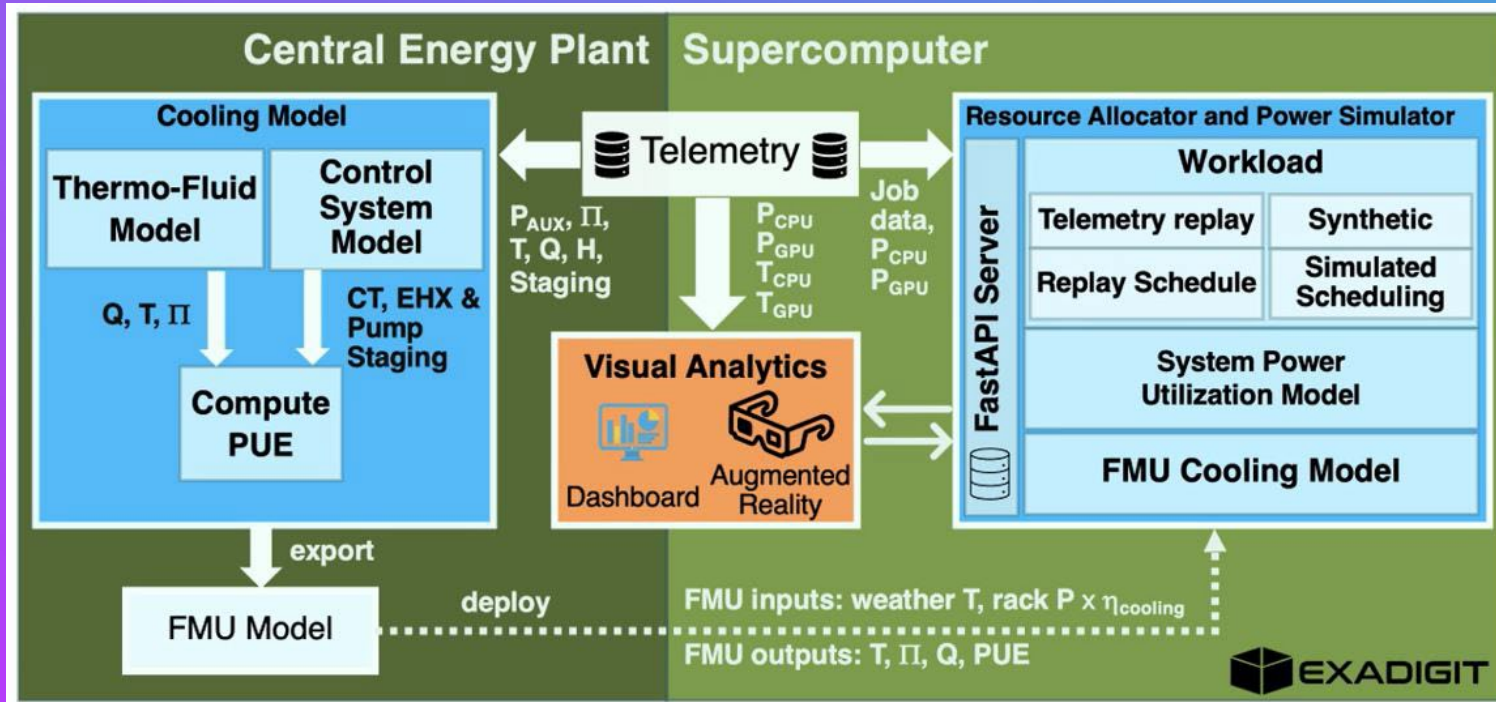 Central Energy Plant
Supercomputer
Cooling Model
Thermo-Fluid
Model
Control
System
Model
Q, T, Π
CT, EHX &
Pump
Staging
Compute
PUE
export
FMU Model
deploy
Telemetry
P_AUX, Π,
T, Q, H,
Staging
P_CPU
P_GPU
T_CPU
T_GPU
Job
data,
P_CPU
P_GPU
Visual Analytics
Dashboard
Augmented
Reality
Resource Allocator and Power Simulator
FastAPI Server
Workload
Telemetry replay
Synthetic
Replay Schedule
Simulated
Scheduling
System Power
Utilization Model
FMU Cooling Model
FMU inputs: weather T, rack P x η_cooling
FMU outputs: T, Π, Q, PUE
EXADIGIT